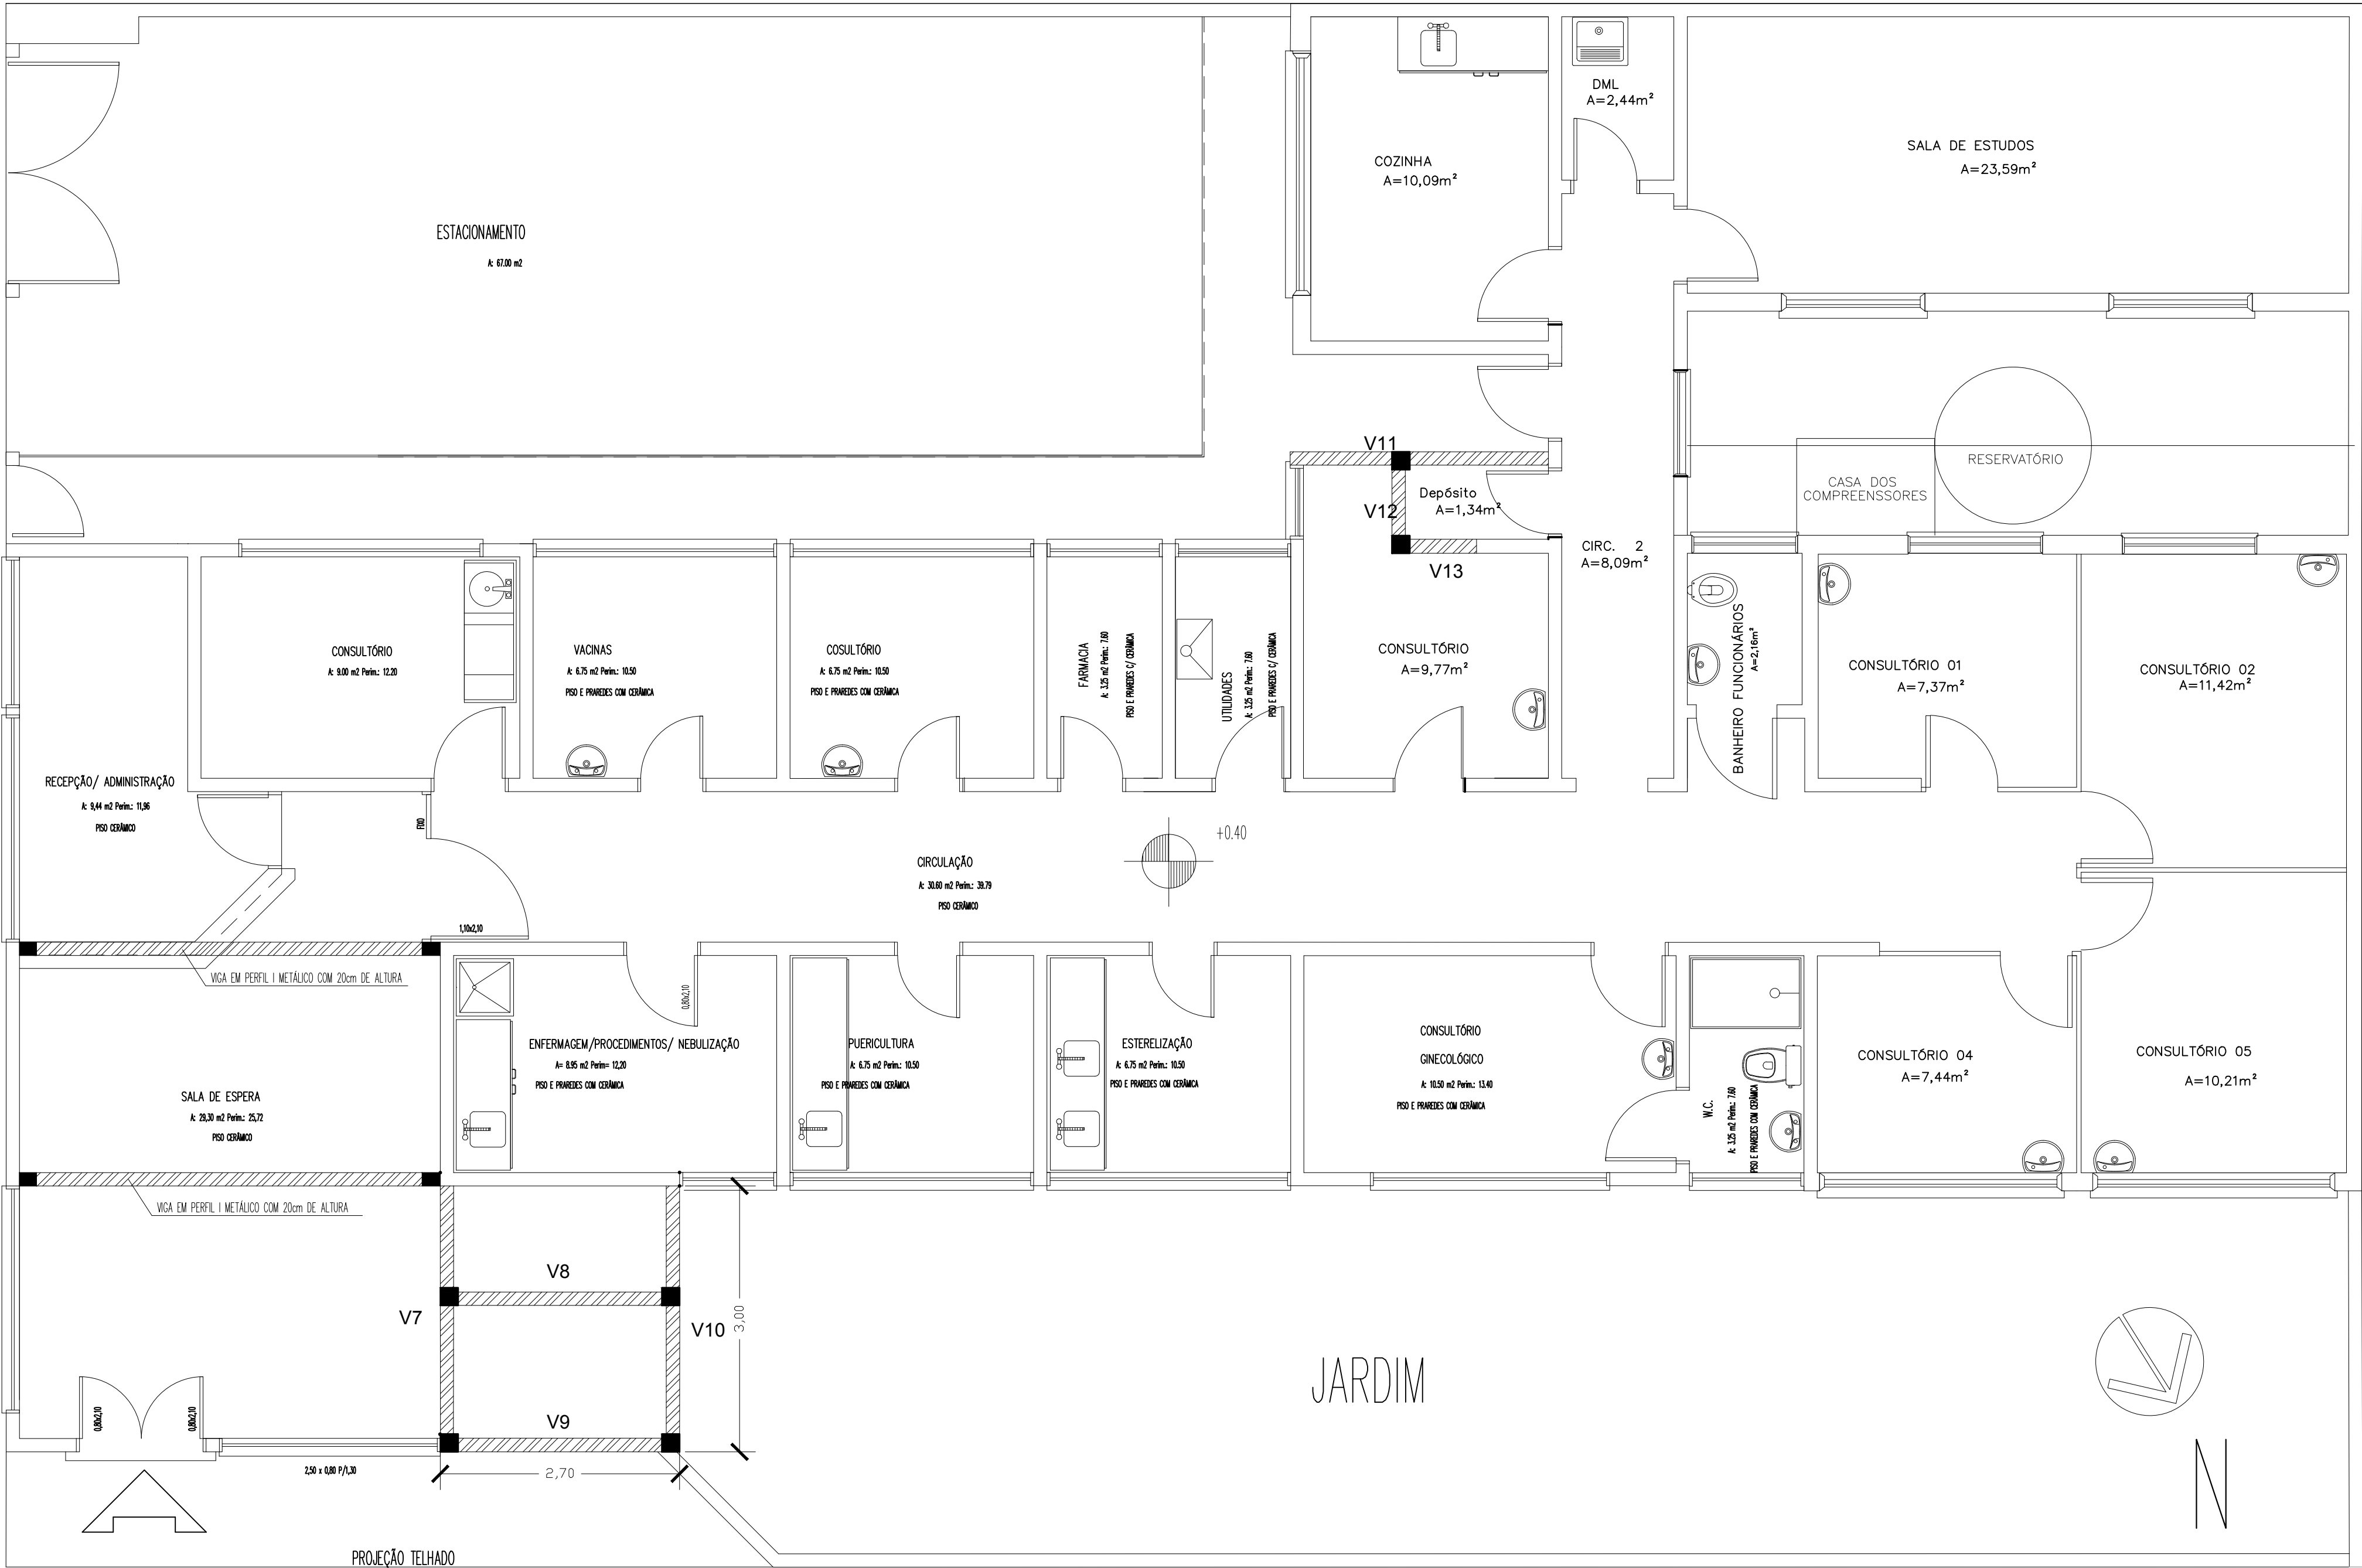 DML
A=2,44m²
COZINHA
A=10,09m²
SALA DE ESTUDOS
A=23,59m²
ESTACIONAMENTO
A: 67.00 m2
V11
Depósito
A=1,34m²
V12
V13
CIRC. 2
A=8,09m²
RESERVATÓRIO
CASA DOS
COMPREENSSORES
CONSULTÓRIO
A: 9.00 m2 Perim.: 12.20
VACINAS
A: 6.75 m2 Perim.: 10.50
PISO E PRAREDES COM CERÂMICA
COSULTÓRIO
A: 6.75 m2 Perim.: 10.50
PISO E PRAREDES COM CERÂMICA
FARMACIA
A: 3.25 m2 Perim.: 7.60
PISO E PRAREDES C/ CERÂMICA
UTILIDADES
A: 3.25 m2 Perim.: 7.60
PISO E PRAREDES C/ CERÂMICA
CONSULTÓRIO
A=9,77m²
BANHEIRO FUNCIONÁRIOS
A=2,16m²
CONSULTÓRIO 01
A=7,37m²
CONSULTÓRIO 02
A=11,42m²
RECEPÇÃO/ ADMINISTRAÇÃO
A: 9,44 m2 Perim.: 11,96
PISO CERÂMICO
FIXO
+0.40
CIRCULAÇÃO
A: 30.60 m2 Perim.: 39.79
PISO CERÂMICO
1,10x2,10
VIGA EM PERFIL I METÁLICO COM 20cm DE ALTURA
0,80x2,10
ENFERMAGEM/PROCEDIMENTOS/ NEBULIZAÇÃO
A= 8.95 m2 Perim= 12,20
PISO E PRAREDES COM CERÂMICA
PUERICULTURA
A: 6.75 m2 Perim.: 10.50
PISO E PRAREDES COM CERÂMICA
ESTERELIZAÇÃO
A: 6.75 m2 Perim.: 10.50
PISO E PRAREDES COM CERÂMICA
CONSULTÓRIO
GINECOLÓGICO
A: 10.50 m2 Perim.: 13.40
PISO E PRAREDES COM CERÂMICA
W.C.
A: 3.25 m2 Perim.: 7.60
PISO E PRAREDES COM CERÂMICA
CONSULTÓRIO 04
A=7,44m²
CONSULTÓRIO 05
A=10,21m²
SALA DE ESPERA
A: 29,30 m2 Perim.: 25,72
PISO CERÂMICO
VIGA EM PERFIL I METÁLICO COM 20cm DE ALTURA
V8
V7
V10
3,00
V9
0,80x2,10
0,80x2,10
2,50 x 0,80 P/1,30
2,70
JARDIM
N
A
PROJEÇÃO TELHADO